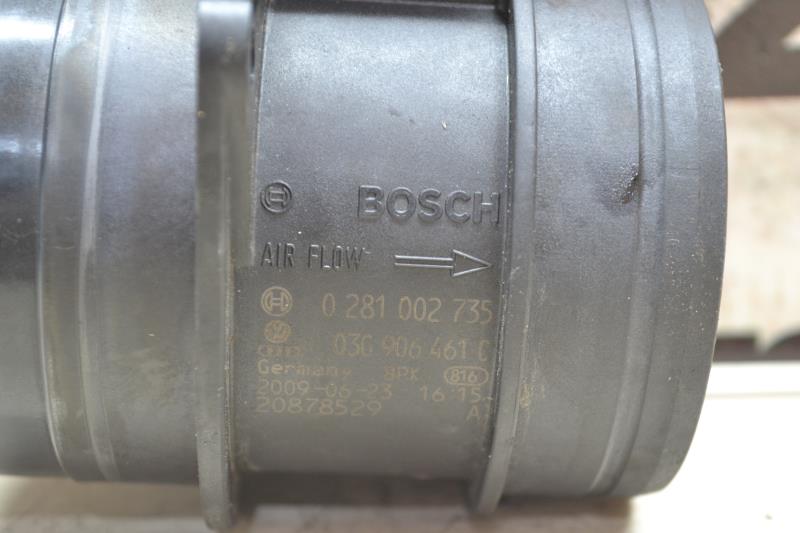 BOSCH
AIR FLOW
0 281 002 735
03G 906 461 C
Germany 8PK 816
2009-06-23 16:15
20878529 A